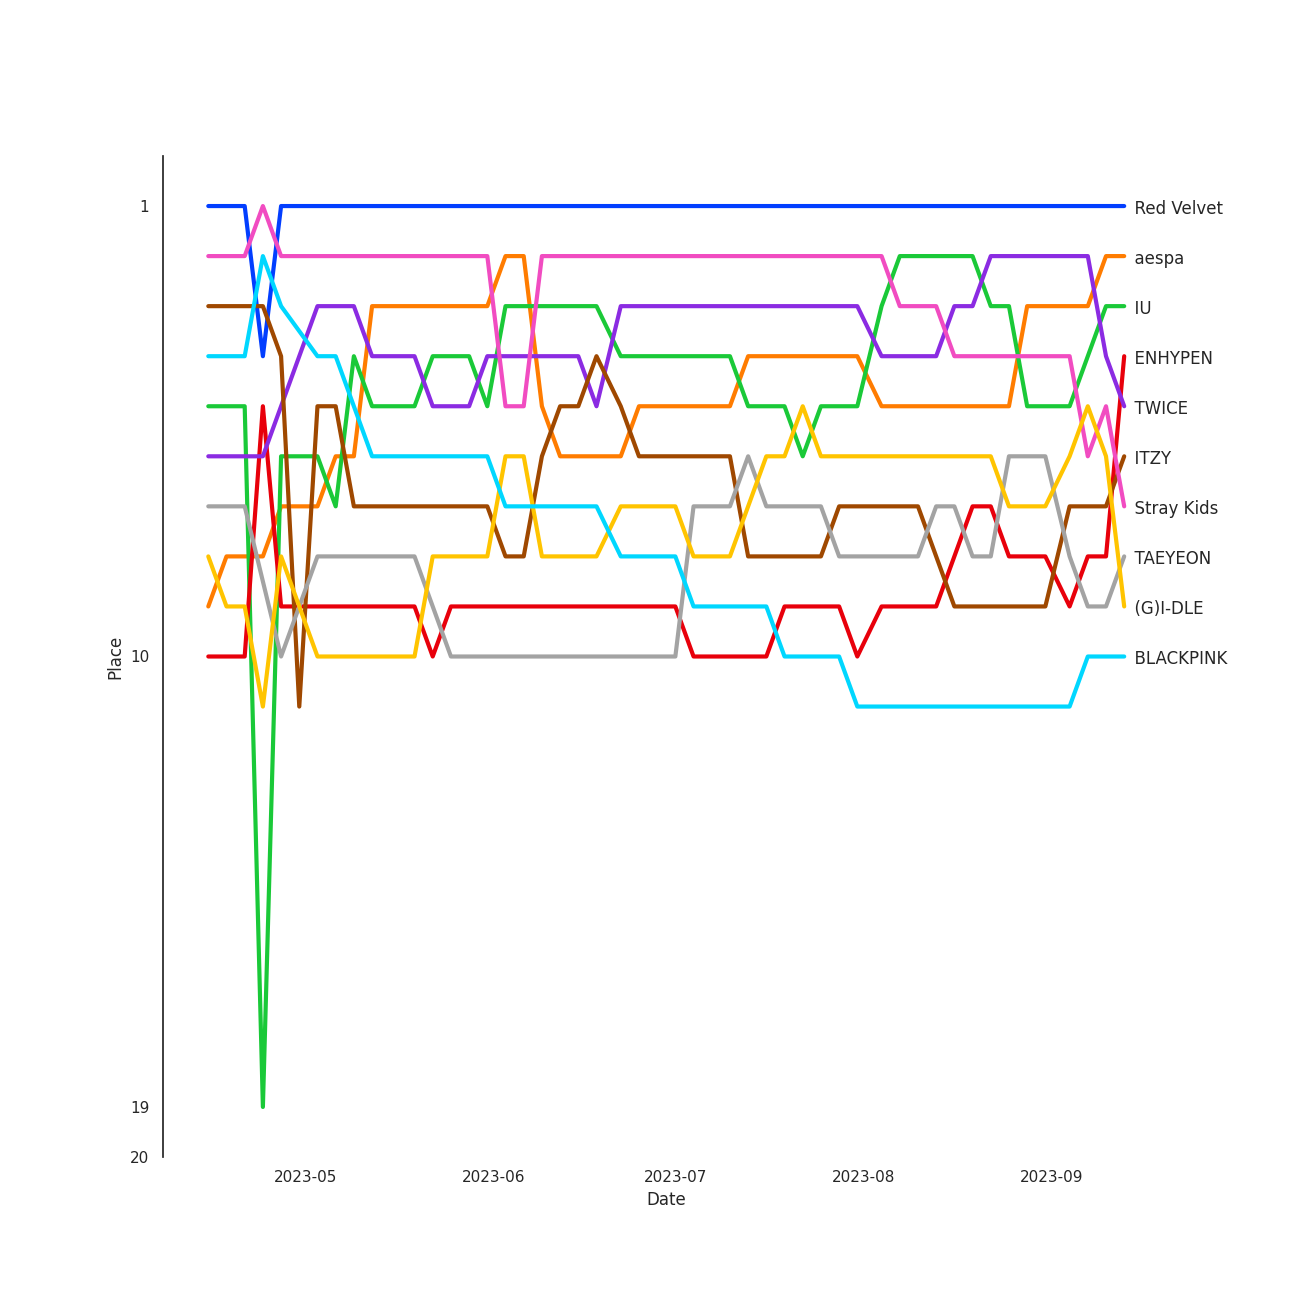 1
10
19
20
Place
2023-05
2023-06
2023-07
2023-08
2023-09
Date
Red Velvet
aespa
IU
ENHYPEN
TWICE
ITZY
Stray Kids
TAEYEON
(G)I-DLE
BLACKPINK